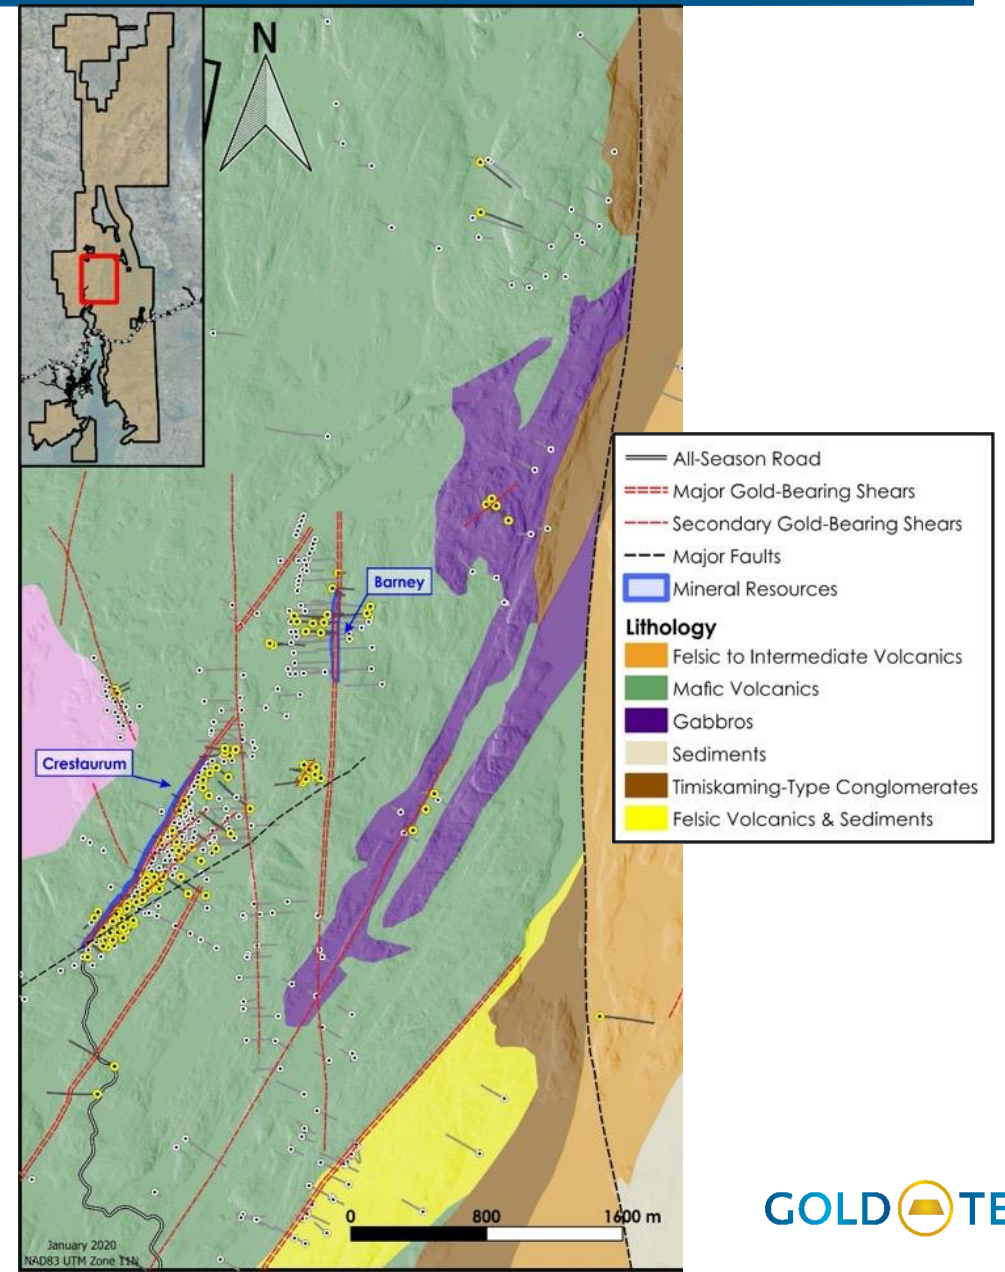 N
Barney
Crestaurum
All-Season Road
Major Gold-Bearing Shears
Secondary Gold-Bearing Shears
Major Faults
Mineral Resources
Lithology
Felsic to Intermediate Volcanics
Mafic Volcanics
Gabbros
Sediments
Timiskaming-Type Conglomerates
Felsic Volcanics & Sediments
0 800 1600 m
January 2020
NAD83 UTM Zone 11N
GOLD TE